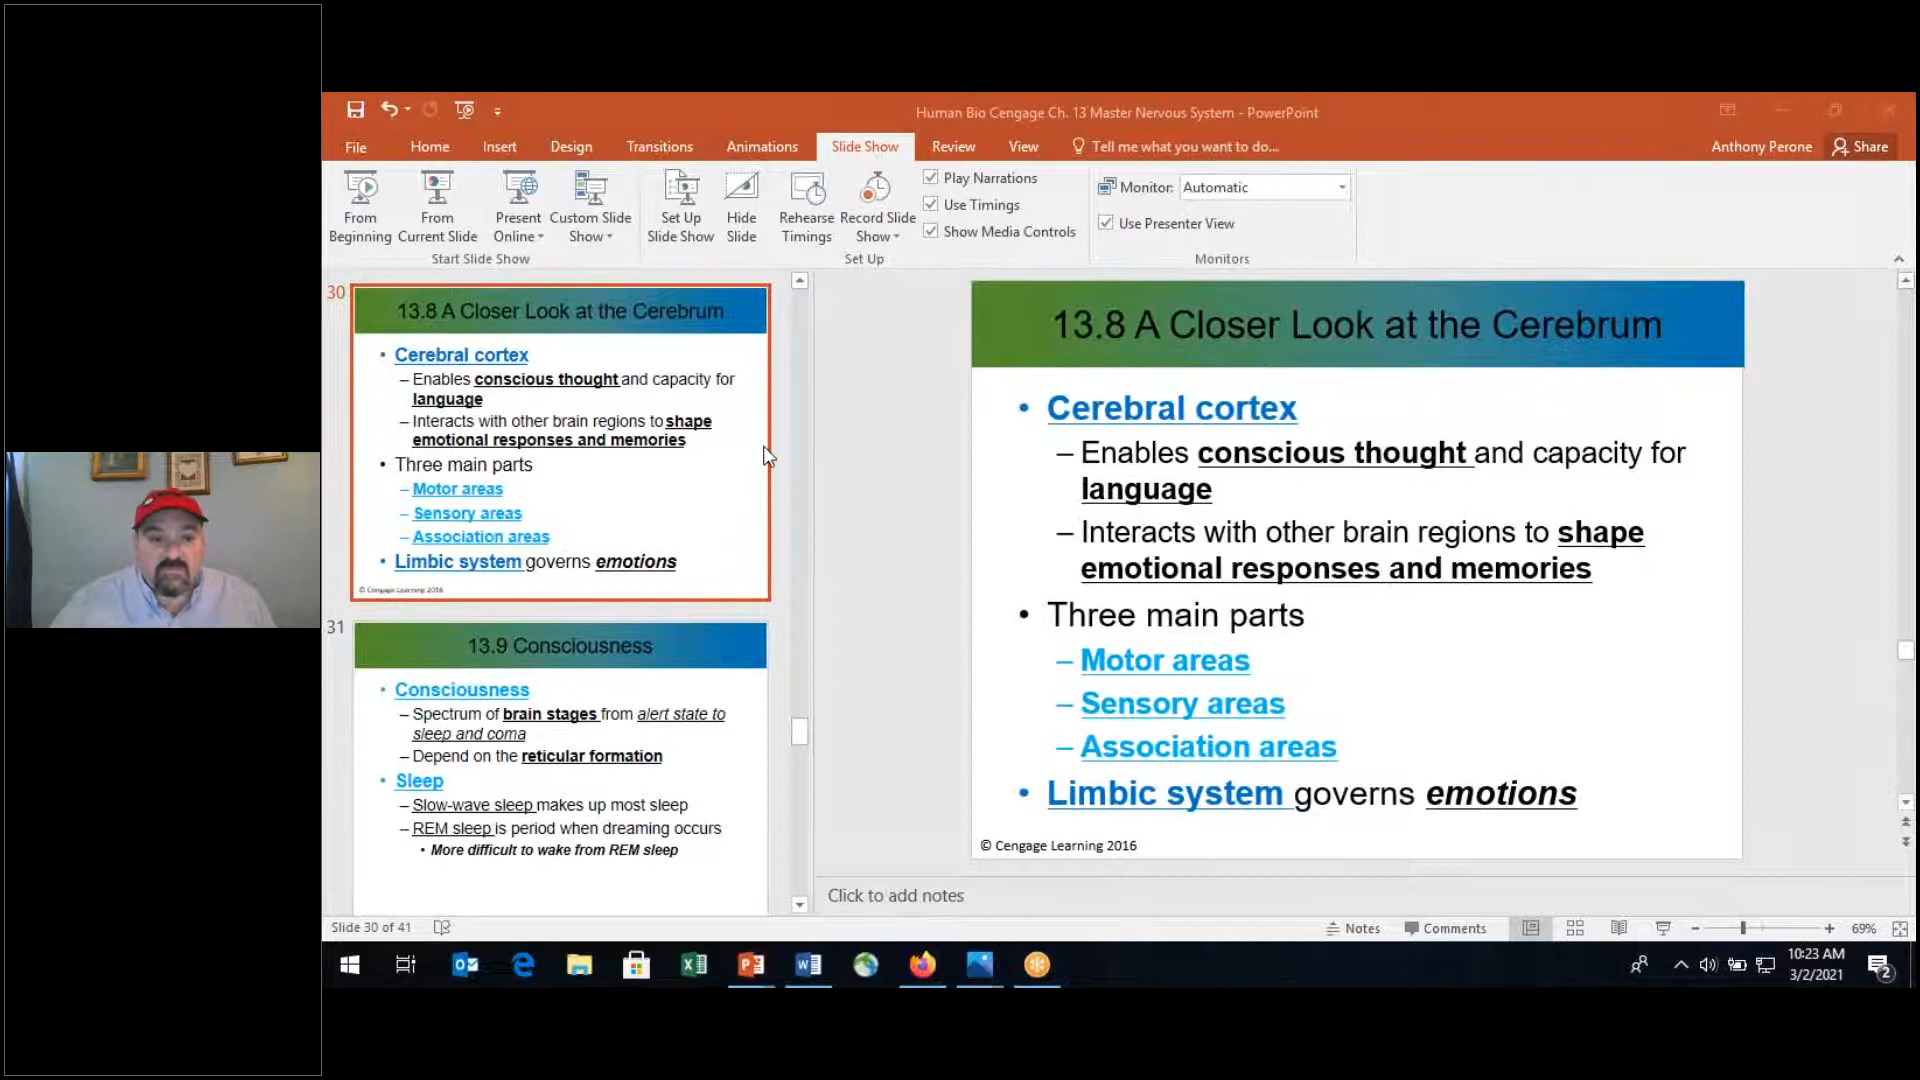 Human Bio Cengage Ch. 13 Master Nervous System - PowerPoint
File Home Insert Design Transitions Animations Slide Show Review View Tell me what you want to do... Anthony Perone Share
From Beginning
From Current Slide
Present Online
Custom Slide Show
Start Slide Show
Set Up Slide Show
Hide Slide
Rehearse Timings
Record Slide Show
Play Narrations
Use Timings
Show Media Controls
Set Up
Monitor: Automatic
Use Presenter View
Monitors
30
13.8 A Closer Look at the Cerebrum
• Cerebral cortex
– Enables conscious thought and capacity for
language
– Interacts with other brain regions to shape
emotional responses and memories
• Three main parts
– Motor areas
– Sensory areas
– Association areas
• Limbic system governs emotions
© Cengage Learning 2016
31
13.9 Consciousness
• Consciousness
– Spectrum of brain stages from alert state to
sleep and coma
– Depend on the reticular formation
• Sleep
– Slow-wave sleep makes up most sleep
– REM sleep is period when dreaming occurs
• More difficult to wake from REM sleep
13.8 A Closer Look at the Cerebrum
• Cerebral cortex
– Enables conscious thought and capacity for
language
– Interacts with other brain regions to shape
emotional responses and memories
• Three main parts
– Motor areas
– Sensory areas
– Association areas
• Limbic system governs emotions
© Cengage Learning 2016
Click to add notes
Slide 30 of 41 Notes Comments 69%
10:23 AM
3/2/2021
2